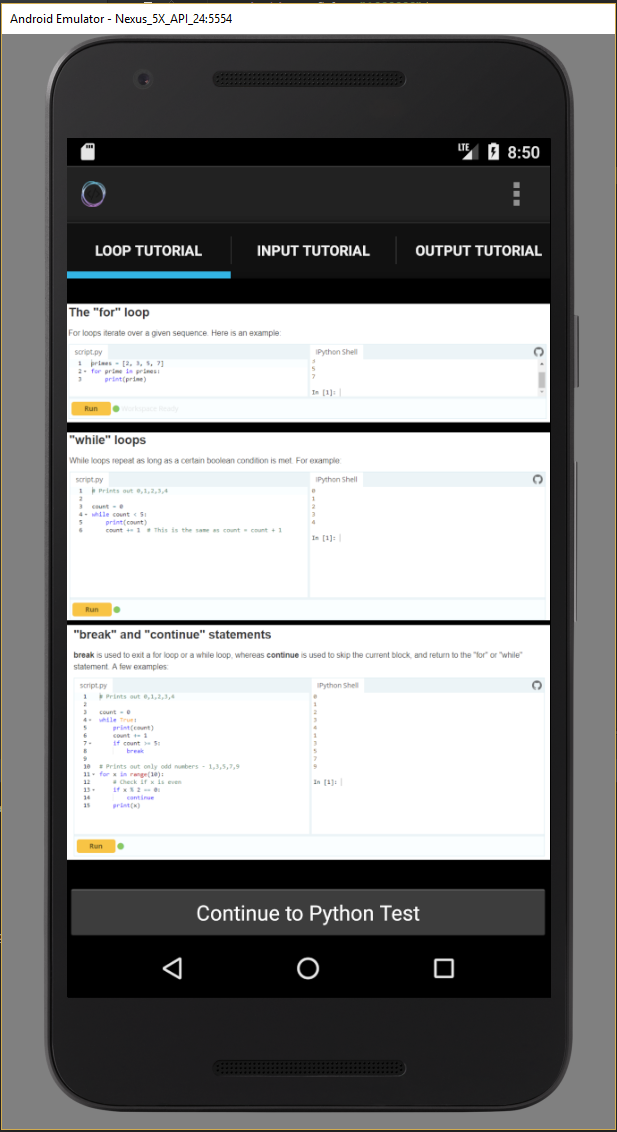 Android Emulator - Nexus_5X_API_24:5554
LTE 8:50
LOOP TUTORIAL INPUT TUTORIAL OUTPUT TUTORIAL
The "for" loop
For loops iterate over a given sequence. Here is an example:
script.py IPython Shell
1 primes = [2, 3, 5, 7]
2 for prime in primes:
3 print(prime)
5
7
In [1]:
Run Workspace Ready
"while" loops
While loops repeat as long as a certain boolean condition is met. For example:
script.py IPython Shell
1 # Prints out 0,1,2,3,4
2
3 count = 0
4 while count < 5:
5 print(count)
6 count += 1 # This is the same as count = count + 1
0
1
2
3
4
In [1]:
Run
"break" and "continue" statements
break is used to exit a for loop or a while loop, whereas continue is used to skip the current block, and return to the "for" or "while"
statement. A few examples:
script.py IPython Shell
1 # Prints out 0,1,2,3,4
2
3 count = 0
4 while True:
5 print(count)
6 count += 1
7 if count >= 5:
8 break
9
10 # Prints out only odd numbers - 1,3,5,7,9
11 for x in range(10):
12 # Check if x is even
13 if x % 2 == 0:
14 continue
15 print(x)
0
1
2
3
4
1
3
5
7
9
In [1]:
Run
Continue to Python Test